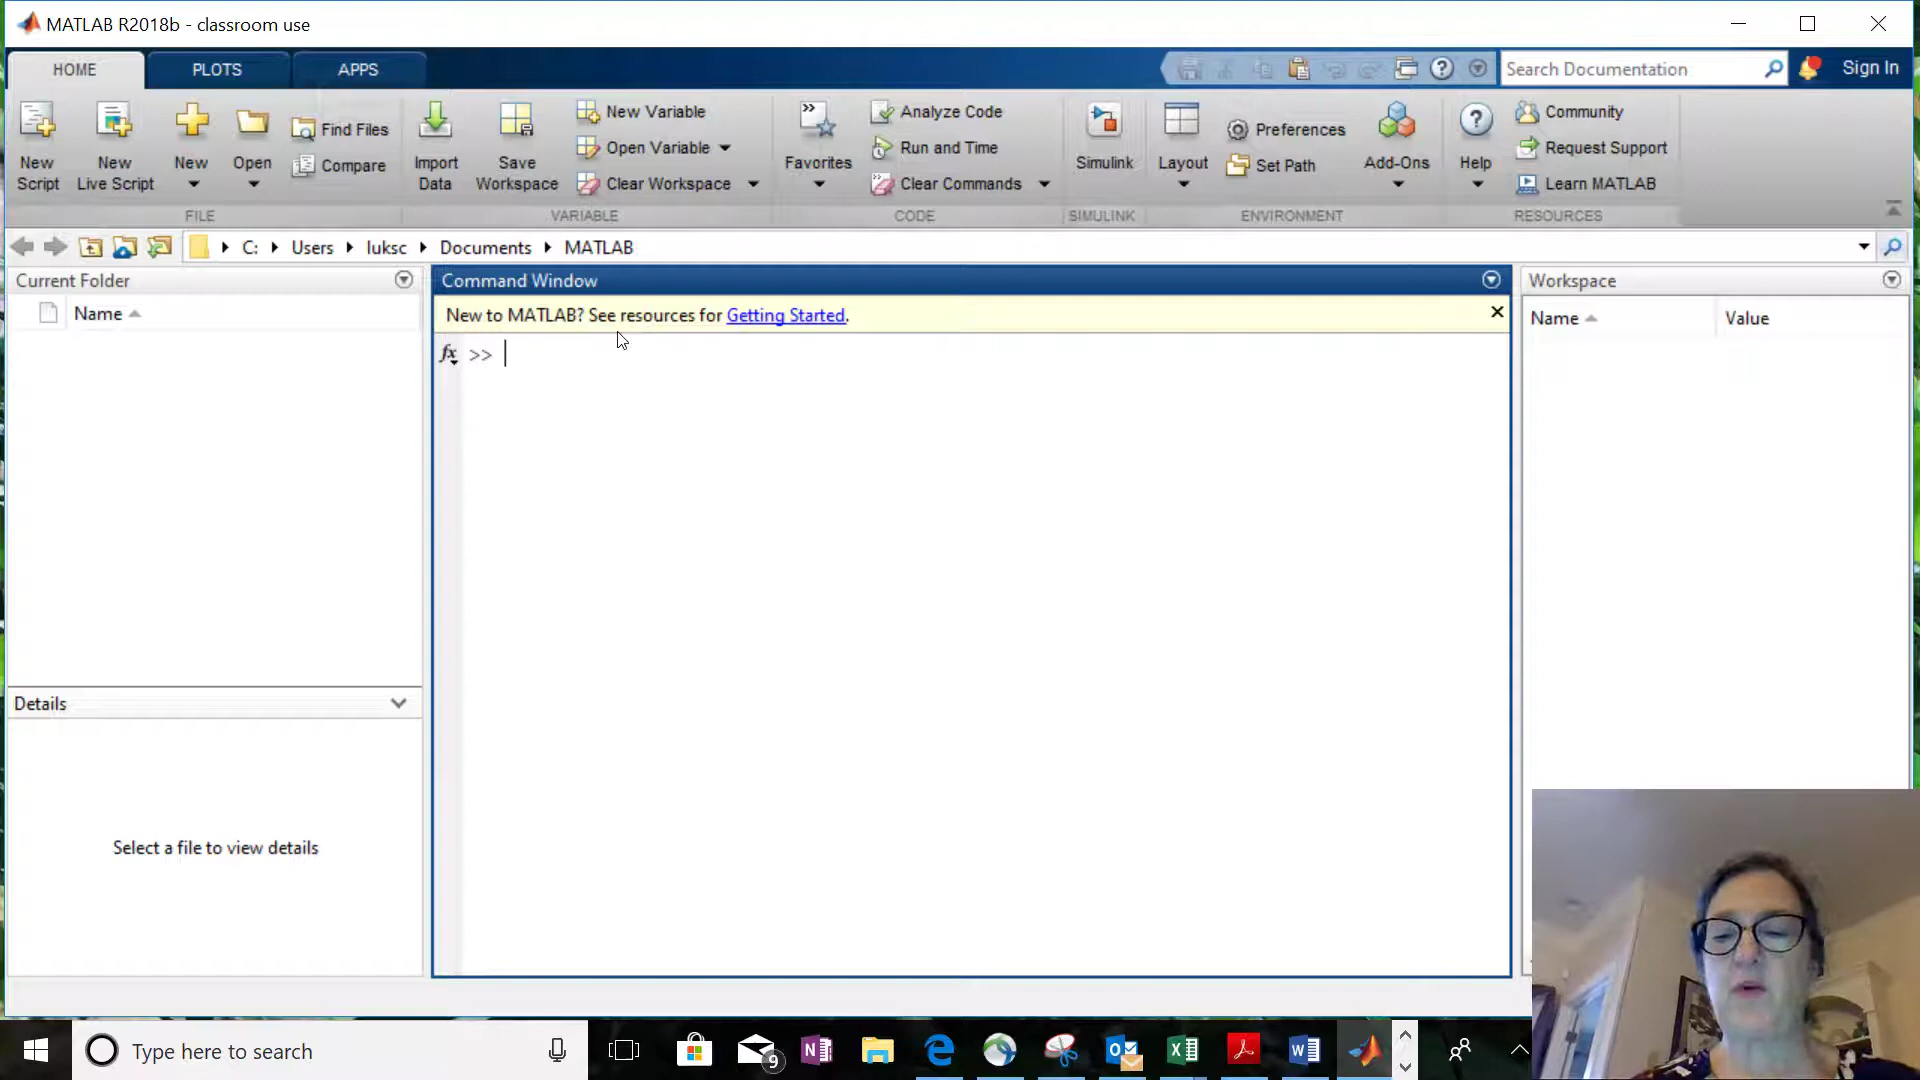 MATLAB R2018b - classroom use
HOME PLOTS APPS
Search Documentation Sign In
New Script
New Live Script
New
Open
Find Files
Compare
FILE
Import Data
Save Workspace
New Variable
Open Variable
Clear Workspace
VARIABLE
Favorites
Analyze Code
Run and Time
Clear Commands
CODE
Simulink
SIMULINK
Layout
Preferences
Set Path
Add-Ons
ENVIRONMENT
Help
Community
Request Support
Learn MATLAB
RESOURCES
C: Users luksc Documents MATLAB
Current Folder
Name
Details
Select a file to view details
Command Window
New to MATLAB? See resources for Getting Started.
fx >>
Workspace
Name Value
Type here to search
9